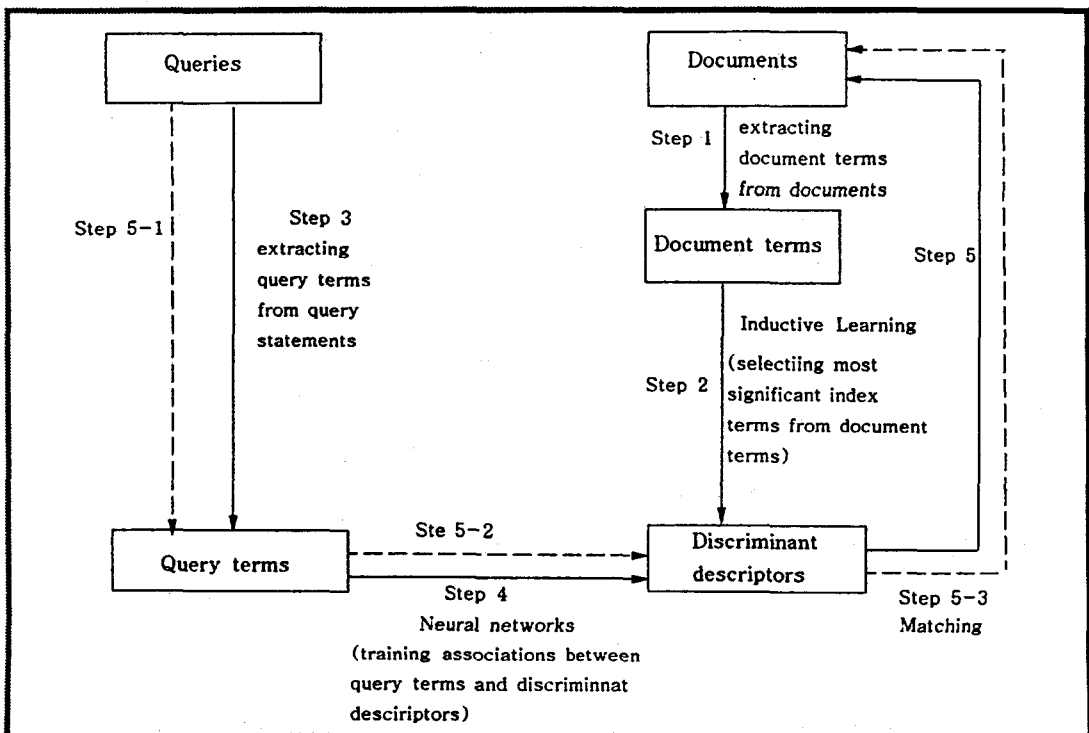 Queries
Documents
Step 1
extracting
document terms
from documents
Step 5-1
Step 3
extracting
query terms
from query
statements
Document terms
Step 5
Inductive Learning
(selectiing most
significant index
terms from document
terms)
Step 2
Query terms
Ste 5-2
Step 4
Neural networks
(training associations between
query terms and discriminnat
desciriptors)
Discriminant
descriptors
Step 5-3
Matching